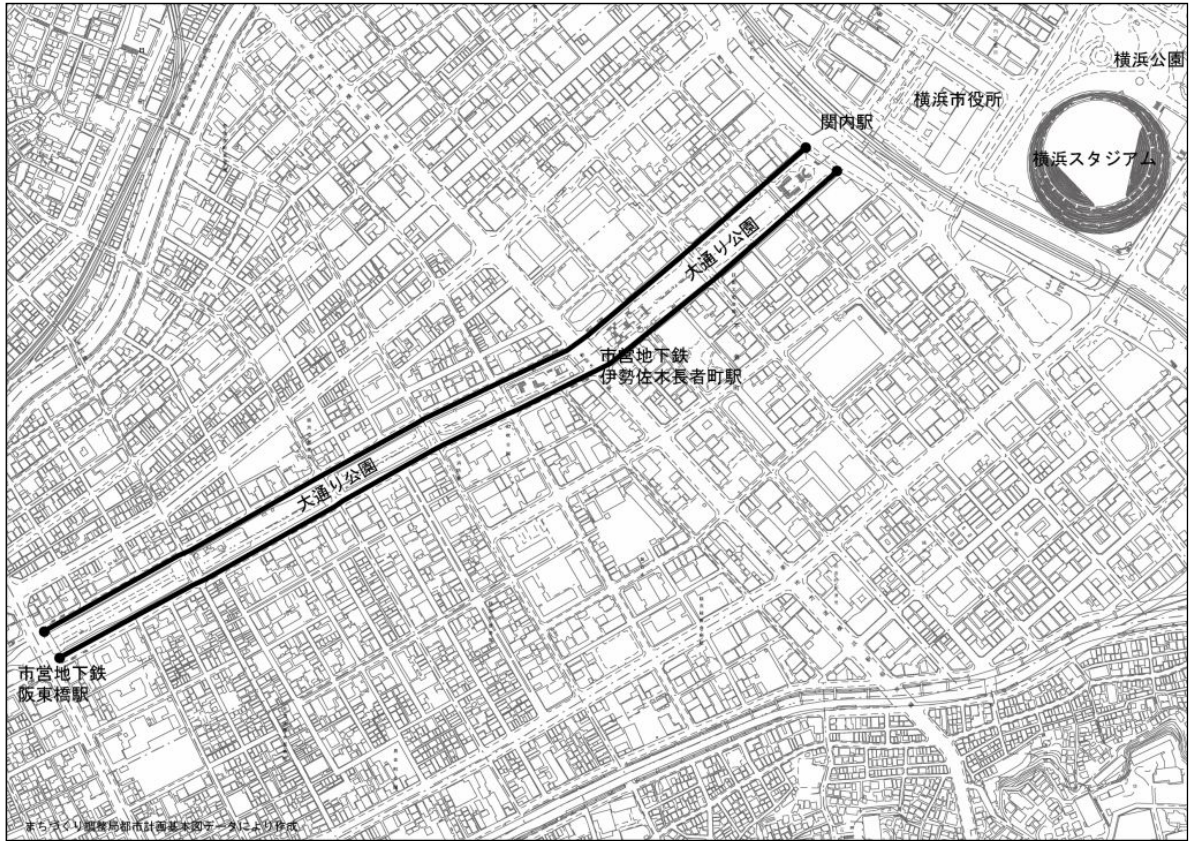 横浜公園
横浜市役所
関内駅
横浜スタジアム
大通り公園
市営地下鉄
伊勢佐木長者町駅
大通り公園
市営地下鉄
阪東橋駅
まちづくり調整局都市計画基本図データにより作成